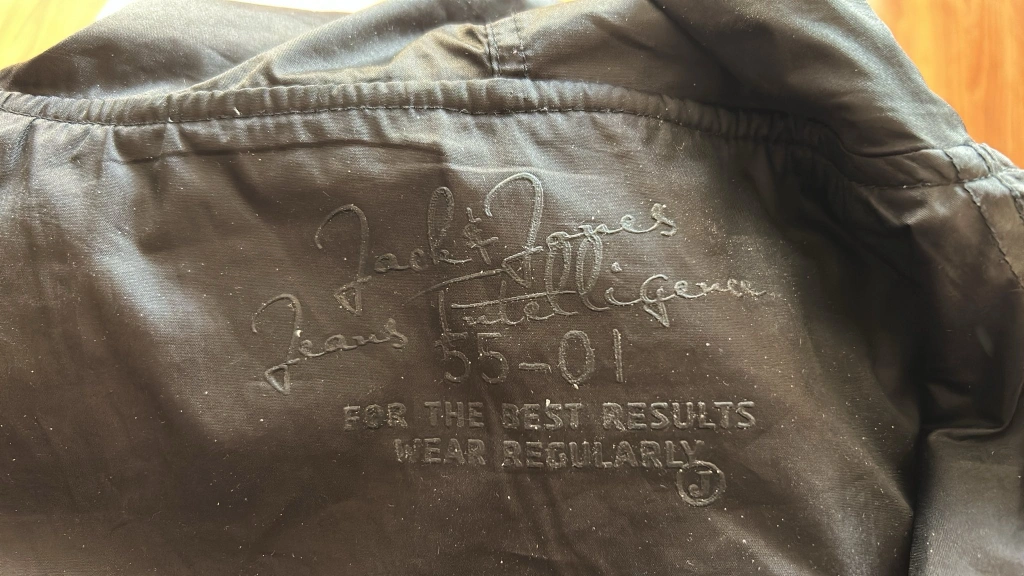 Jack & Jones
Jeans Intelligence
55-01
FOR THE BEST RESULTS
WEAR REGULARLY
J